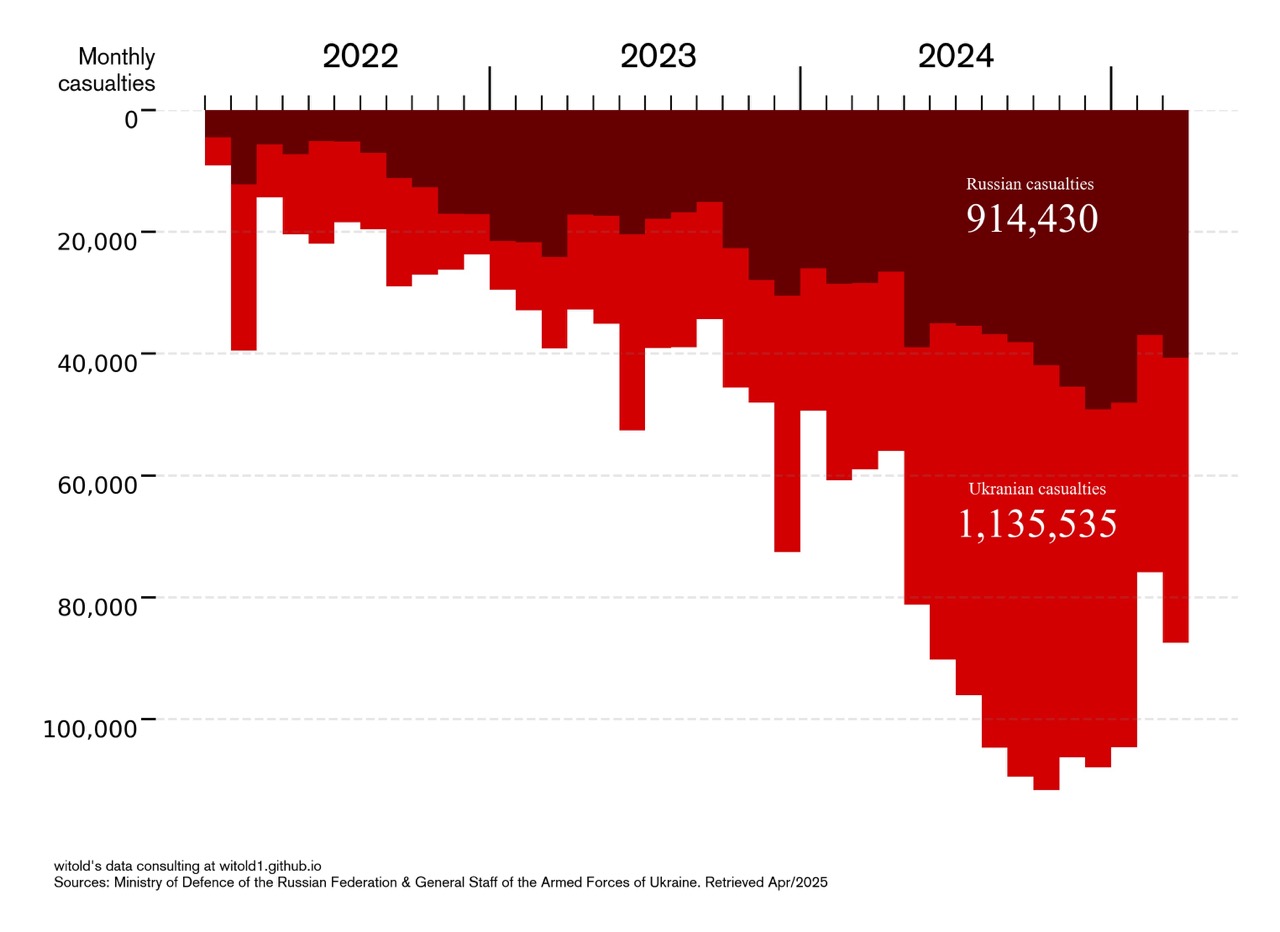 Monthly
casualties
2022 2023 2024
0
Russian casualties
914,430
20,000
40,000
60,000
Ukranian casualties
1,135,535
80,000
100,000
witold's data consulting at witold1.github.io
Sources: Ministry of Defence of the Russian Federation & General Staff of the Armed Forces of Ukraine. Retrieved Apr/2025